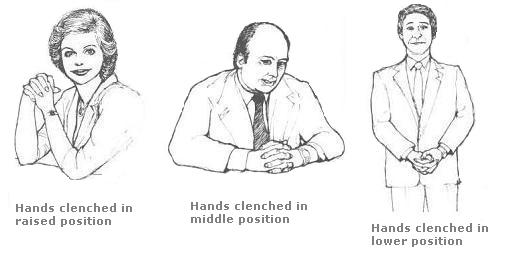 Hands clenched in
raised position
Hands clenched in
middle position
Hands clenched in
lower position